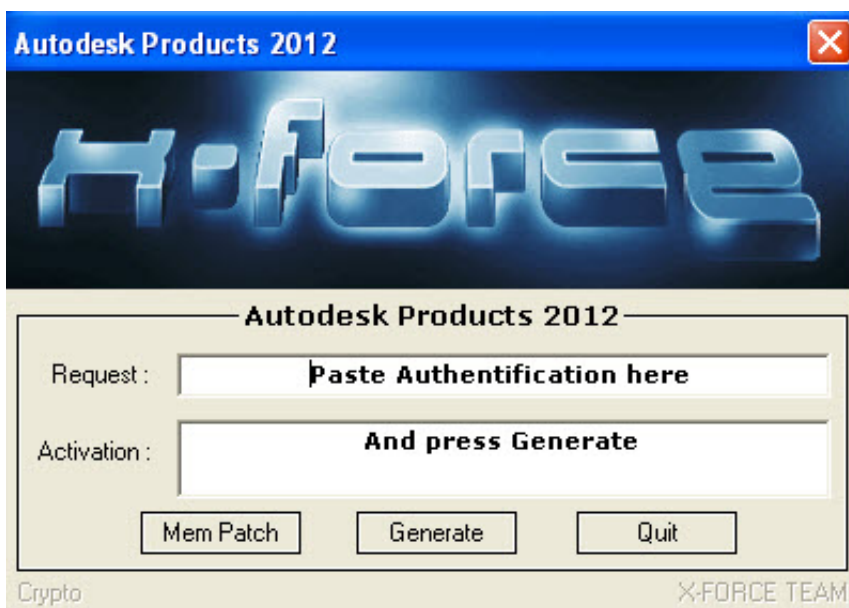 Autodesk Products 2012
X-Force
Autodesk Products 2012
Request :
Paste Authentification here
Activation :
And press Generate
Mem Patch
Generate
Quit
Crypto
X-FORCE TEAM